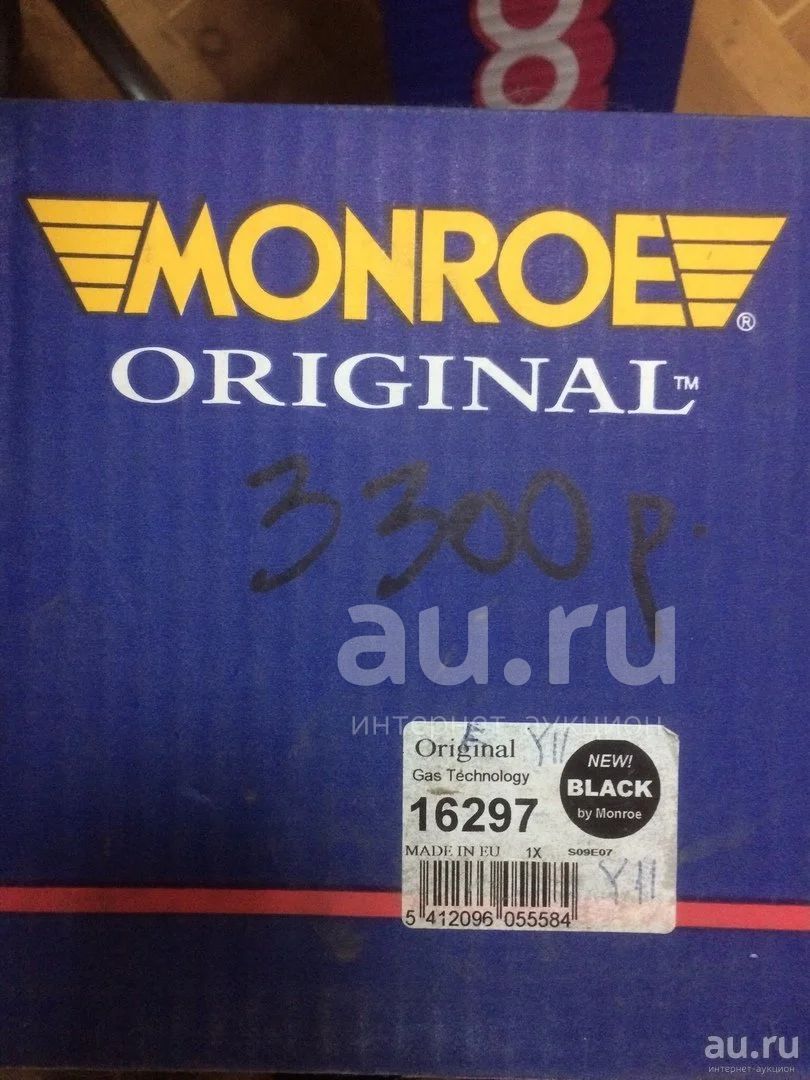 MONROE®
ORIGINAL™
3300 р.
au.ru
интернет-аукцион
Original
Gas Technology
16297
NEW!
BLACK
by Monroe
MADE IN EU 1X S09E07
Y11
Y11
5 412096 055584
au.ru
интернет-аукцион